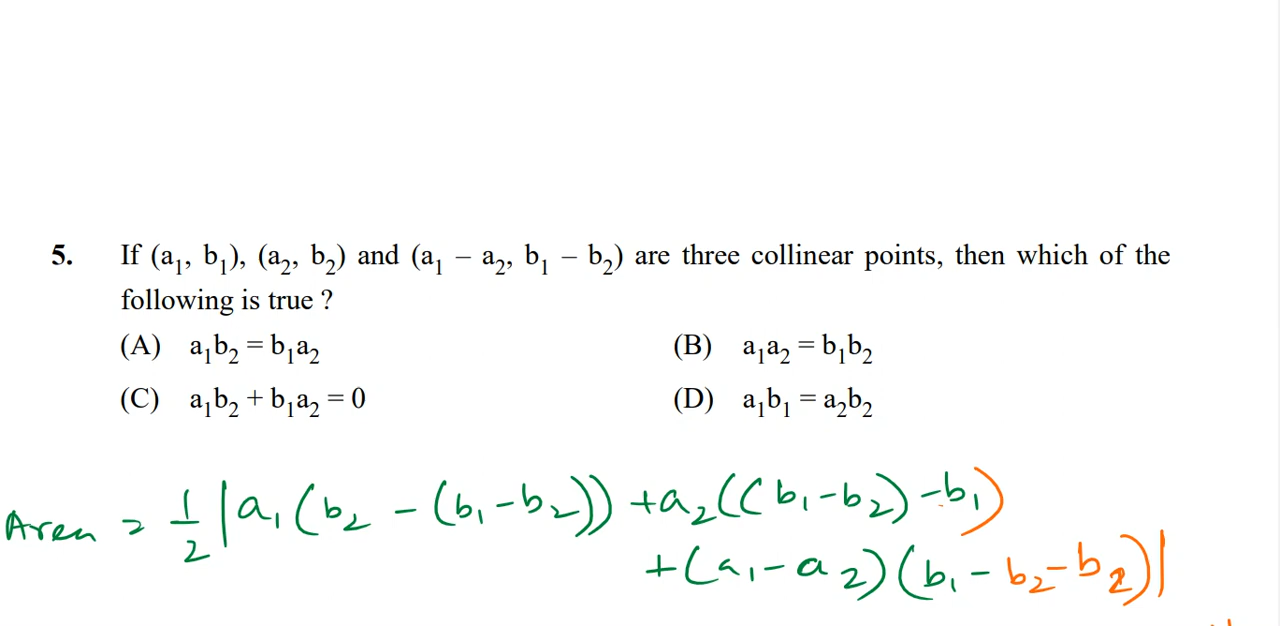 5. If (a₁, b₁), (a₂, b₂) and (a₁ – a₂, b₁ – b₂) are three collinear points, then which of the
following is true ?
(A) a₁b₂ = b₁a₂ (B) a₁a₂ = b₁b₂
(C) a₁b₂ + b₁a₂ = 0 (D) a₁b₁ = a₂b₂
Area = 1/2 |a₁(b₂ – (b₁–b₂)) +a₂((b₁–b₂)–b₁)
+(a₁–a₂)(b₁–b₂–b₂)|